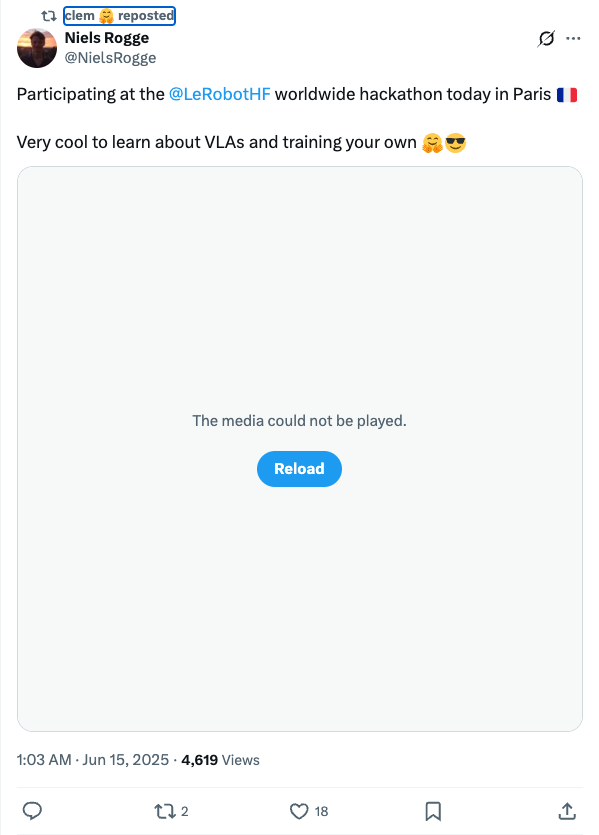 clem 🤗 reposted
Niels Rogge
@NielsRogge
Participating at the @LeRobotHF worldwide hackathon today in Paris 🇫🇷
Very cool to learn about VLAs and training your own 🤗😎
The media could not be played.
Reload
1:03 AM · Jun 15, 2025 · 4,619 Views
2 18